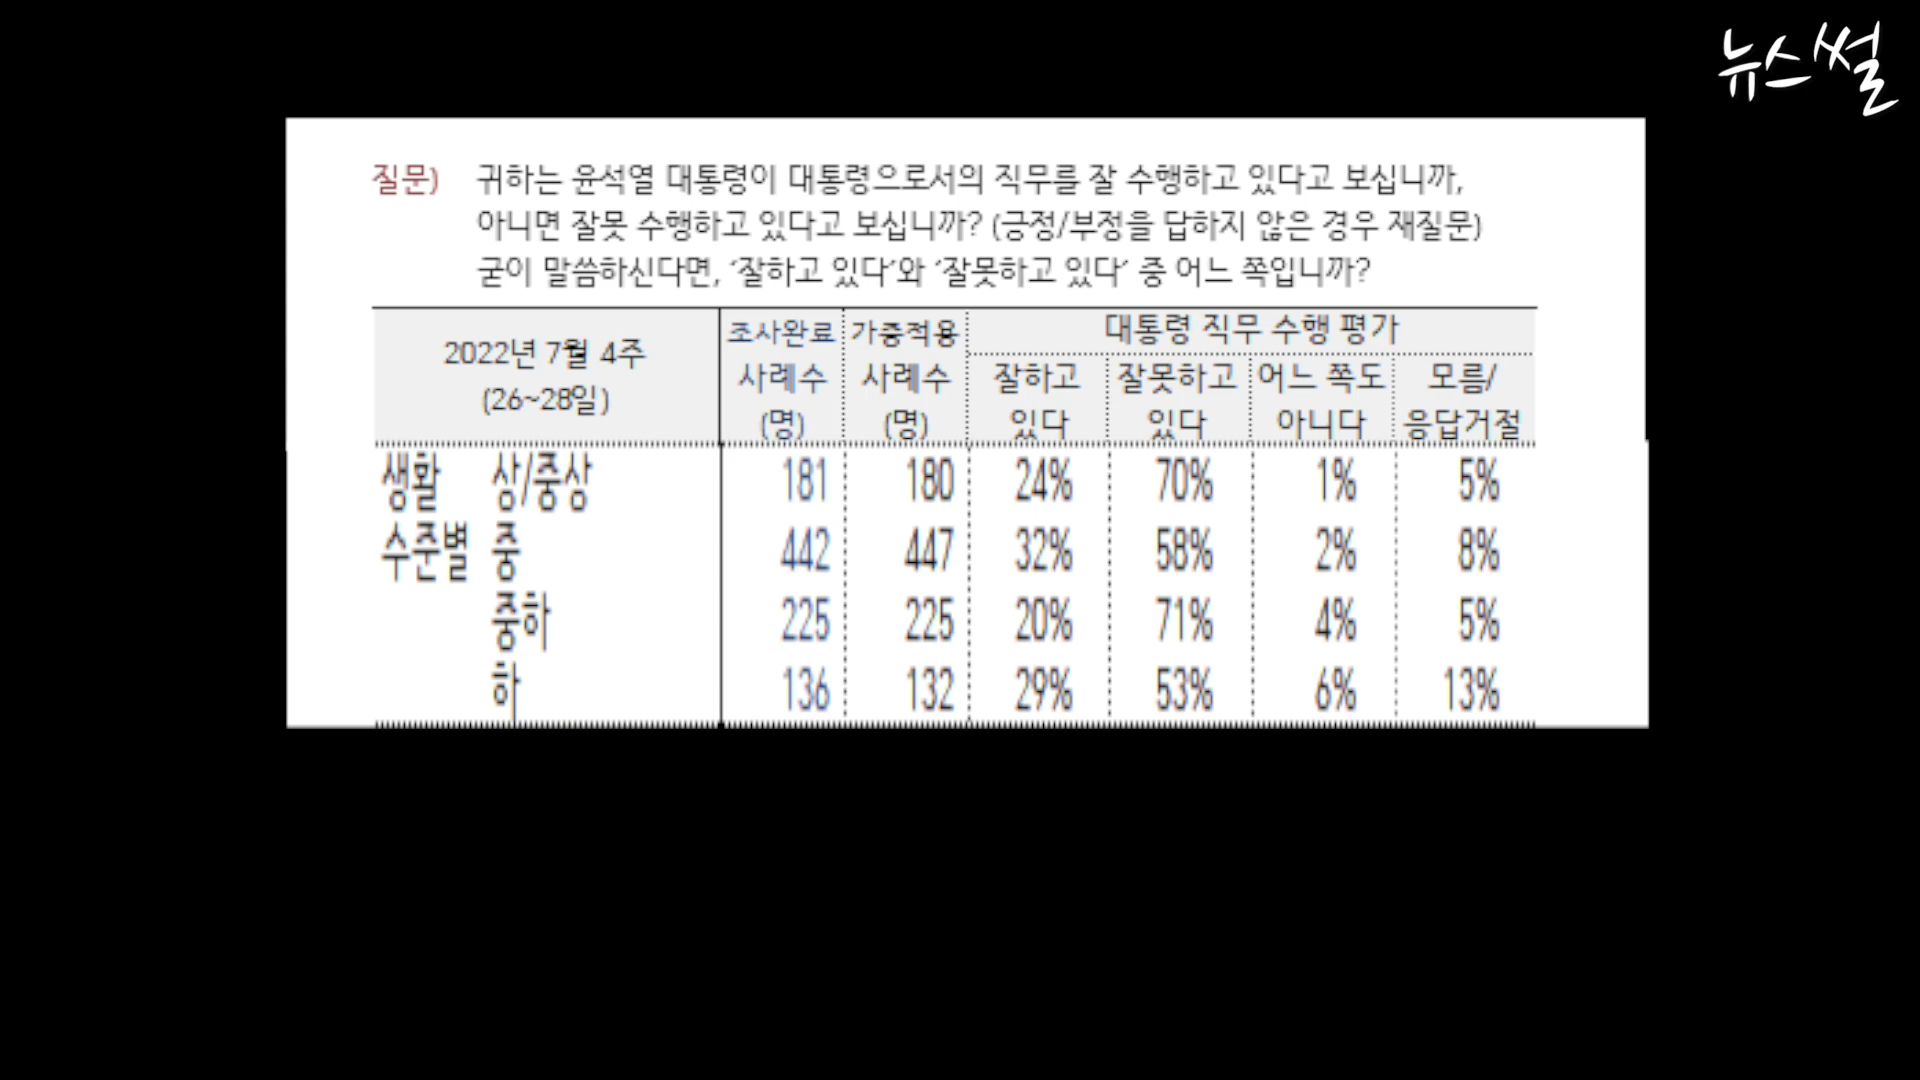 뉴스썰
질문) 귀하는 윤석열 대통령이 대통령으로서의 직무를 잘 수행하고 있다고 보십니까,
아니면 잘못 수행하고 있다고 보십니까? (긍정/부정을 답하지 않은 경우 재질문)
굳이 말씀하신다면, ‘잘하고 있다’와 ‘잘못하고 있다’ 중 어느 쪽입니까?
2022년 7월 4주
(26~28일)
조사완료
사례수
(명)
가중적용
사례수
(명)
대통령 직무 수행 평가
잘하고
있다
잘못하고
있다
어느 쪽도
아니다
모름/
응답거절
생활 상/중상 181 180 24% 70% 1% 5%
수준별 중 442 447 32% 58% 2% 8%
중하 225 225 20% 71% 4% 5%
하 136 132 29% 53% 6% 13%